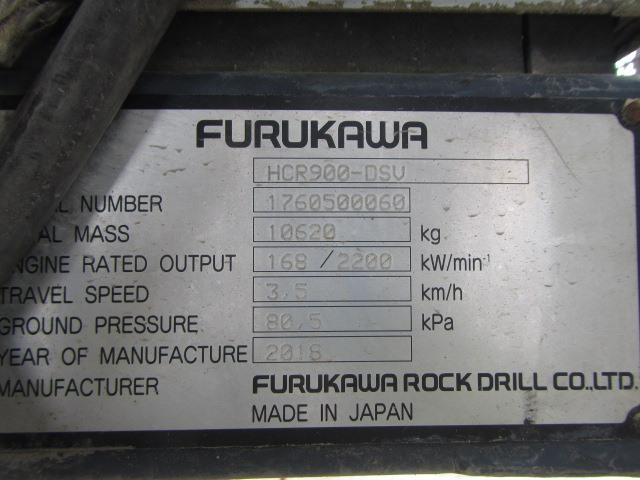 FURUKAWA
HCR900-DSV
L NUMBER 1760500060
AL MASS 10620 kg
NGINE RATED OUTPUT 168 / 2200 kW/min⁻¹
TRAVEL SPEED 3,5 km/h
GROUND PRESSURE 80,5 kPa
YEAR OF MANUFACTURE 2018
MANUFACTURER FURUKAWA ROCK DRILL CO.,LTD.
MADE IN JAPAN